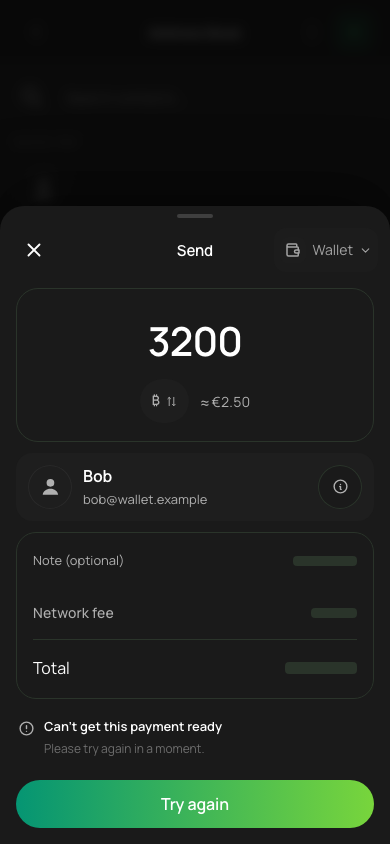 Send
Wallet
3200
₿ ≈ €2.50
Bob
bob@wallet.example
Note (optional)
Network fee
Total
Can't get this payment ready
Please try again in a moment.
Try again